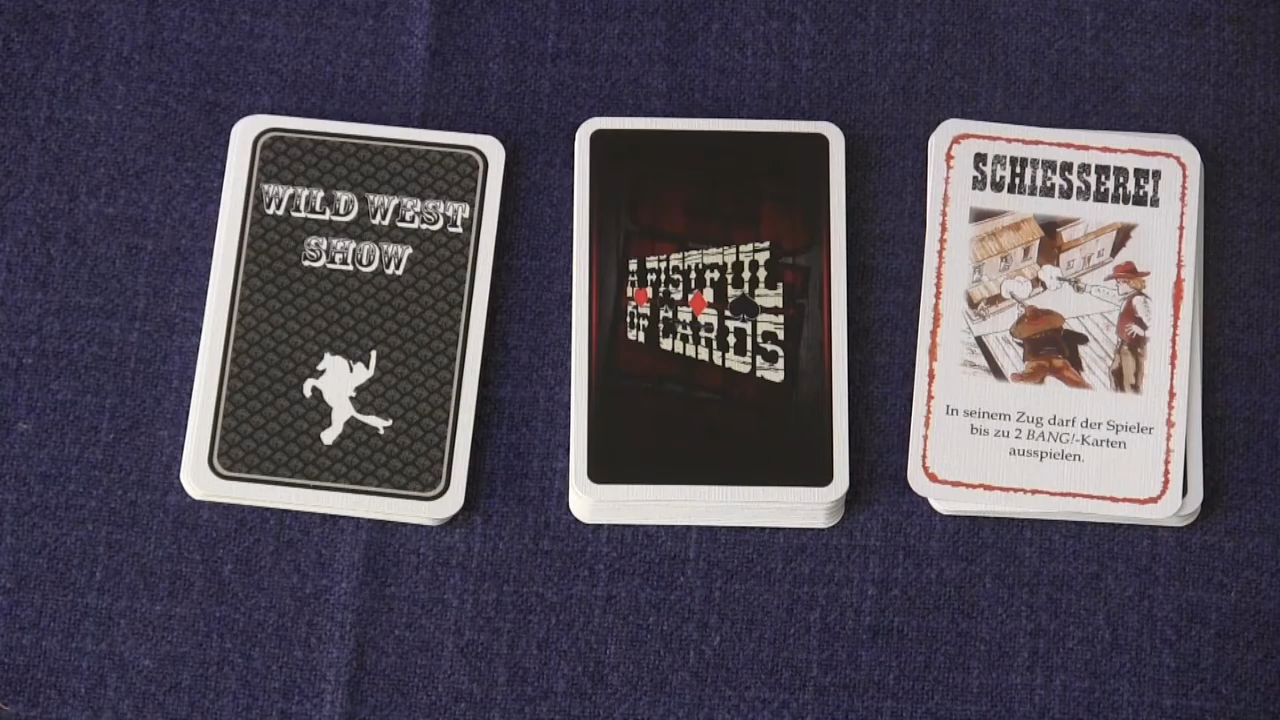 WILD WEST
SHOW
A FISTFUL
OF CARDS
SCHIESSEREI
In seinem Zug darf der Spieler
bis zu 2 BANG!-Karten
ausspielen.